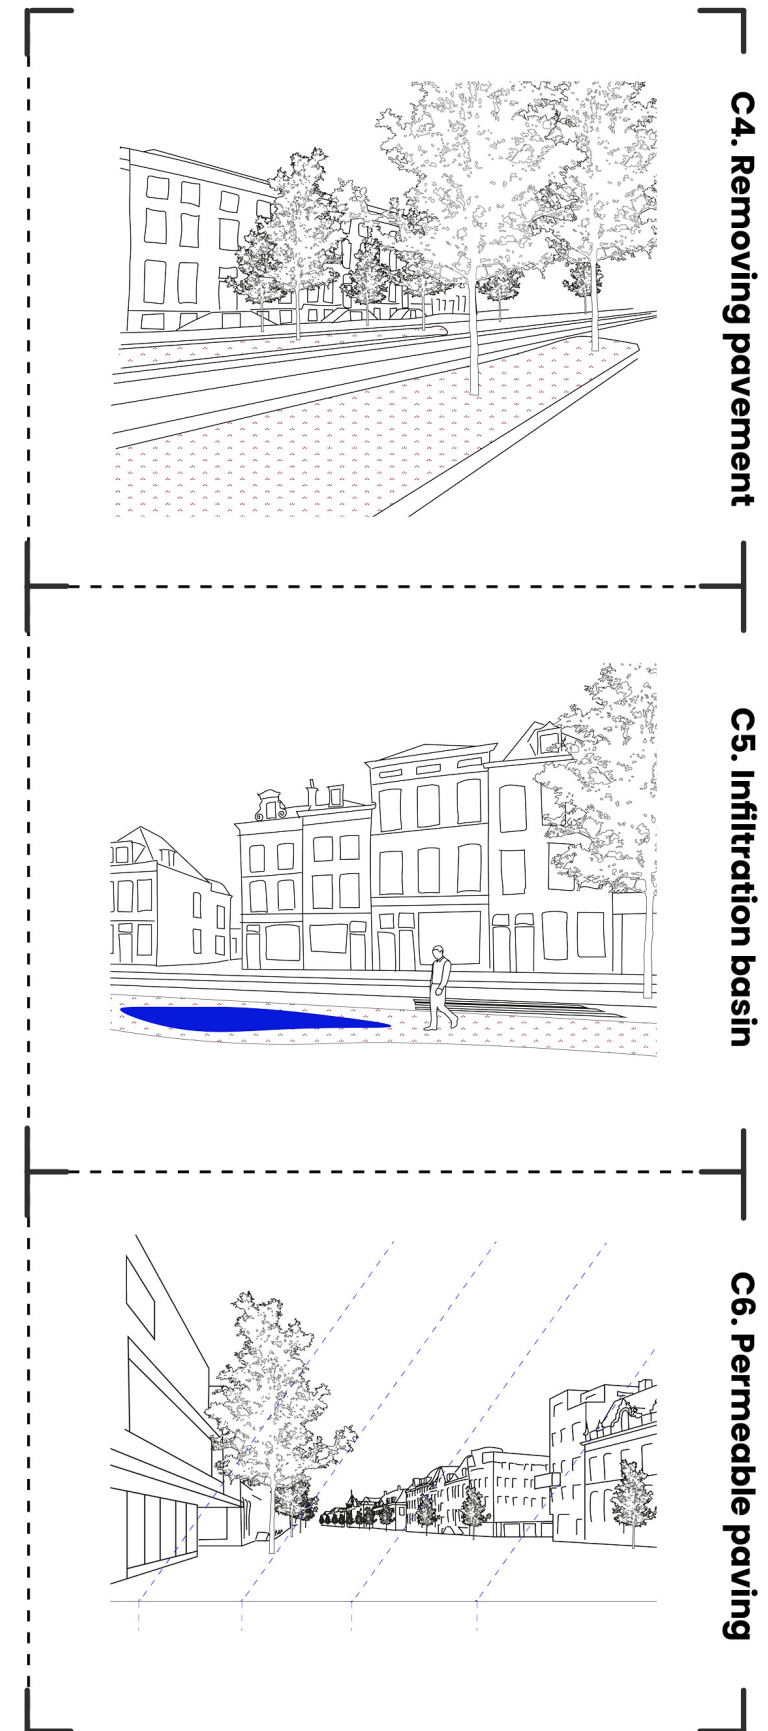 C4. Removing pavement
C5. Infiltration basin
C6. Permeable paving